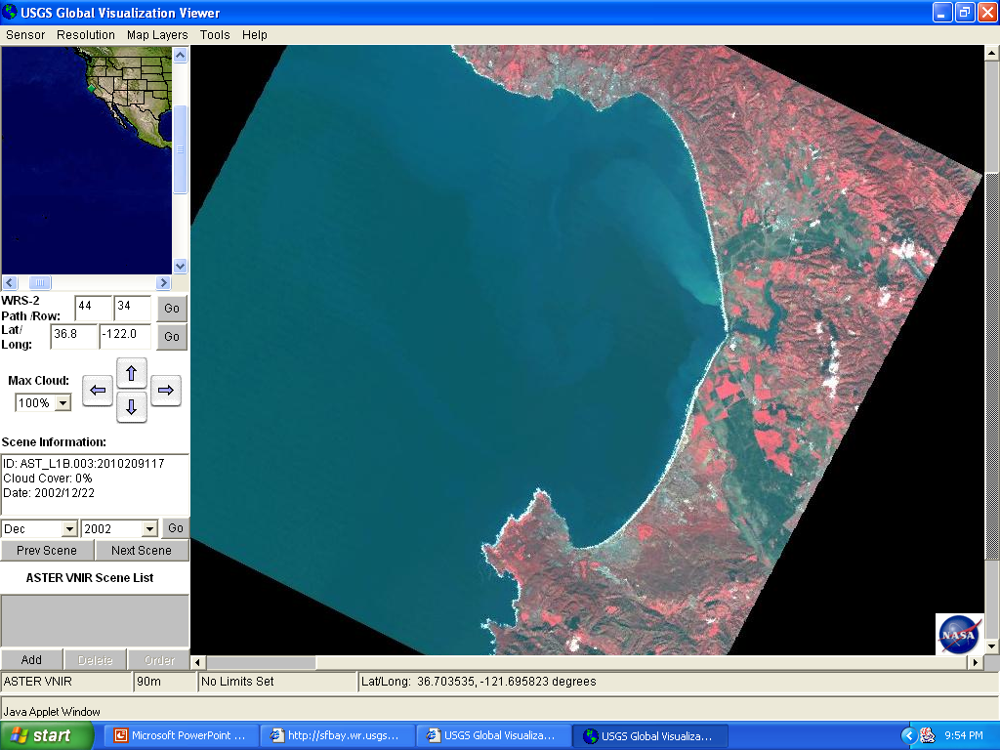 USGS Global Visualization Viewer
Sensor Resolution Map Layers Tools Help
WRS-2
Path /Row: 44 34 Go
Lat/
Long: 36.8 -122.0 Go
Max Cloud:
100%
Scene Information:
ID: AST_L1B.003:2010209117
Cloud Cover: 0%
Date: 2002/12/22
Dec 2002 Go
Prev Scene Next Scene
ASTER VNIR Scene List
Add Delete Order
NASA
ASTER VNIR 90m No Limits Set Lat/Long: 36.703535, -121.695823 degrees
Java Applet Window
start Microsoft PowerPoint ... http://sfbay.wr.usgs... USGS Global Visualiza... USGS Global Visualiza... 9:54 PM